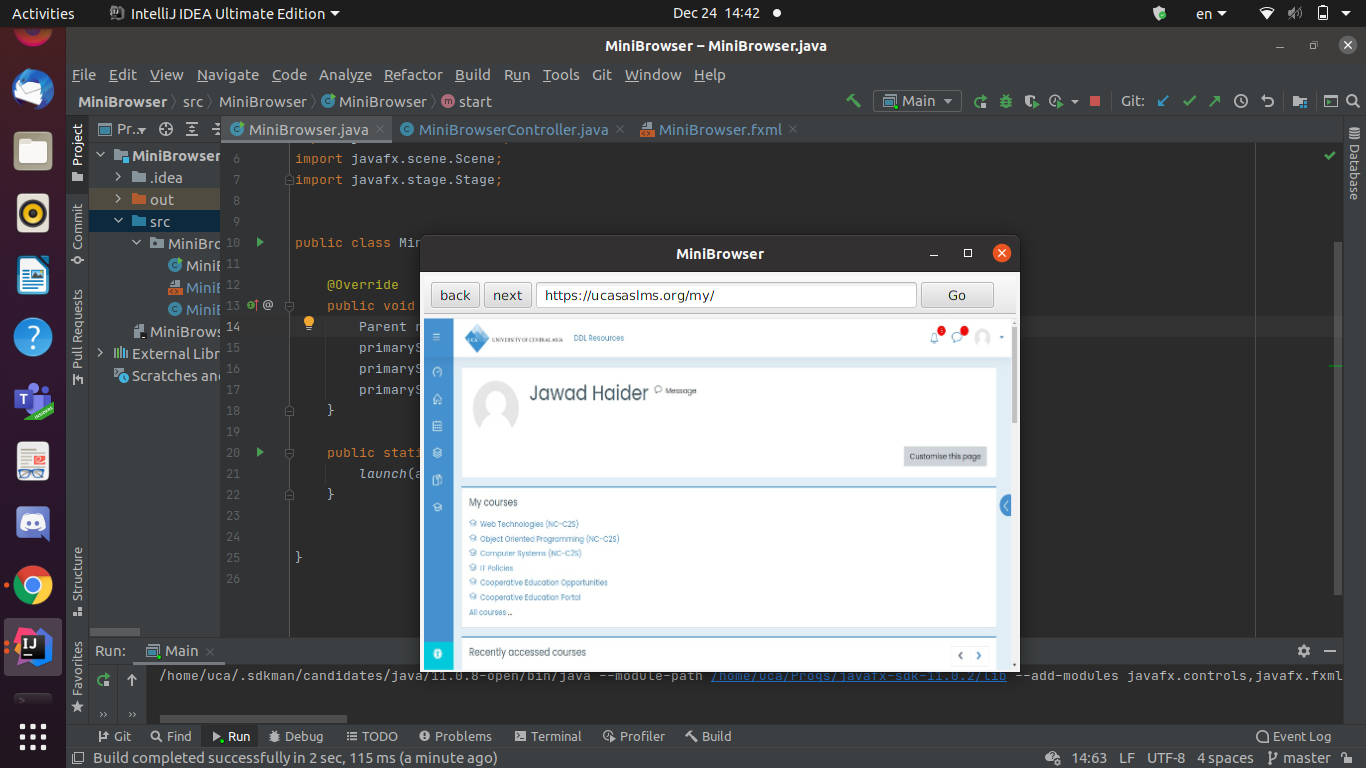 Activities IntelliJ IDEA Ultimate Edition Dec 24 14:42 en
MiniBrowser – MiniBrowser.java
File Edit View Navigate Code Analyze Refactor Build Run Tools Git Window Help
MiniBrowser src MiniBrowser MiniBrowser start Main Git:
Project
Commit
Pull Requests
Structure
Favorites
Database
Pr..
MiniBrowser
.idea
out
src
MiniBro
MiniB
MiniB
MiniB
MiniBrows
External Libr
Scratches and
MiniBrowser.java MiniBrowserController.java MiniBrowser.fxml
6 import javafx.scene.Scene;
7 import javafx.stage.Stage;
8
9
10 public class Min
11
12 @Override
13 public void
14 Parent r
15 primaryS
16 primaryS
17 primaryS
18 }
19
20 public stati
21 launch(a
22 }
23
24
25 }
26
MiniBrowser
back next https://ucasaslms.org/my/ Go
UCA UNIVERSITY OF CENTRAL ASIA DDL Resources
Jawad Haider Message
Customise this page
My courses
Web Technologies (NC-C2S)
Object Oriented Programming (NC-C2S)
Computer Systems (NC-C2S)
IT Policies
Cooperative Education Opportunities
Cooperative Education Portal
All courses ...
Recently accessed courses
Run: Main
/home/uca/.sdkman/candidates/java/11.0.8-open/bin/java --module-path /home/uca/Progs/javafx-sdk-11.0.2/lib --add-modules javafx.controls,javafx.fxml
Git Find Run Debug TODO Problems Terminal Profiler Build Event Log
Build completed successfully in 2 sec, 115 ms (a minute ago) 14:63 LF UTF-8 4 spaces master